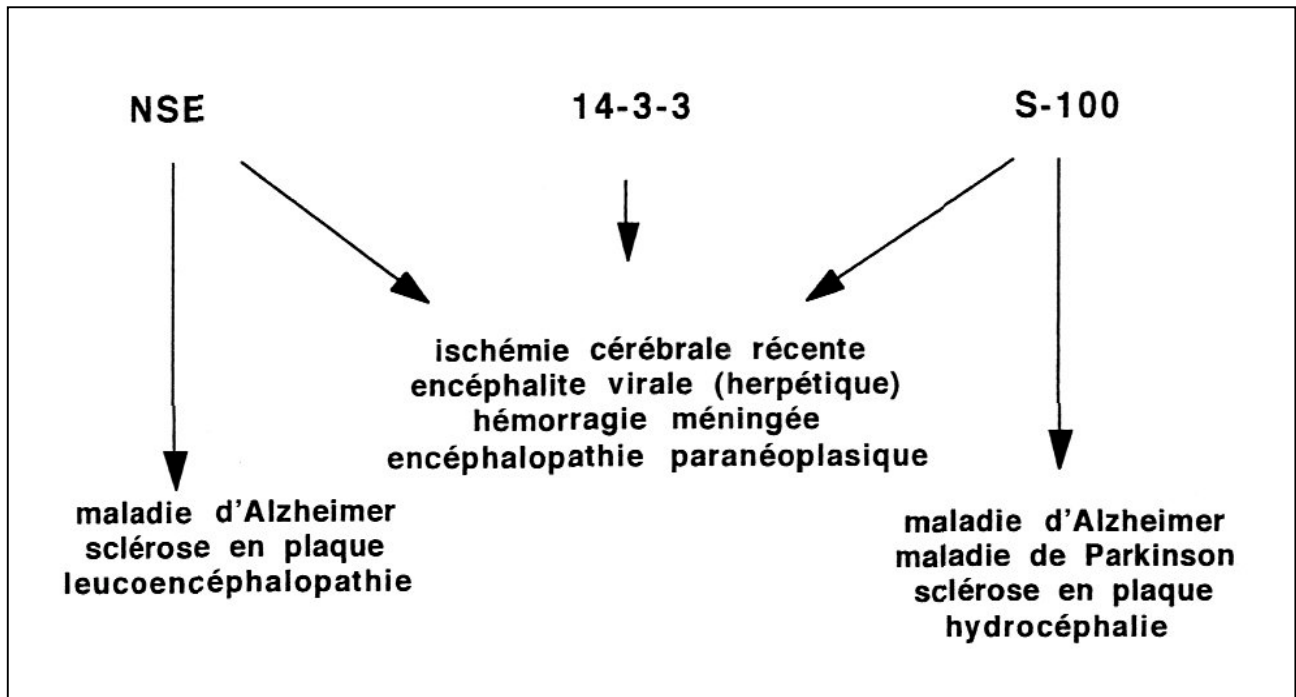 NSE
14-3-3
S-100
ischémie cérébrale récente
encéphalite virale (herpétique)
hémorragie méningée
encéphalopathie paranéoplasique
maladie d'Alzheimer
sclérose en plaque
leucoencéphalopathie
maladie d'Alzheimer
maladie de Parkinson
sclérose en plaque
hydrocéphalie